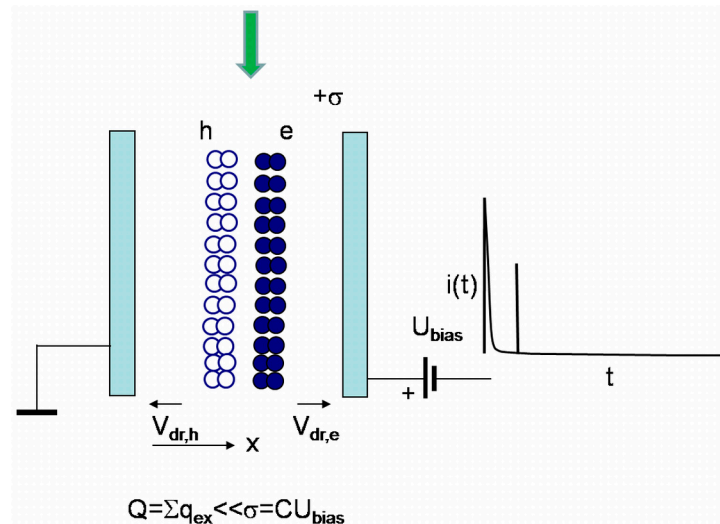 +σ
h e
i(t)
U_bias
+
t
V_dr,h x V_dr,e
Q=Σq_ex<<σ=CU_bias